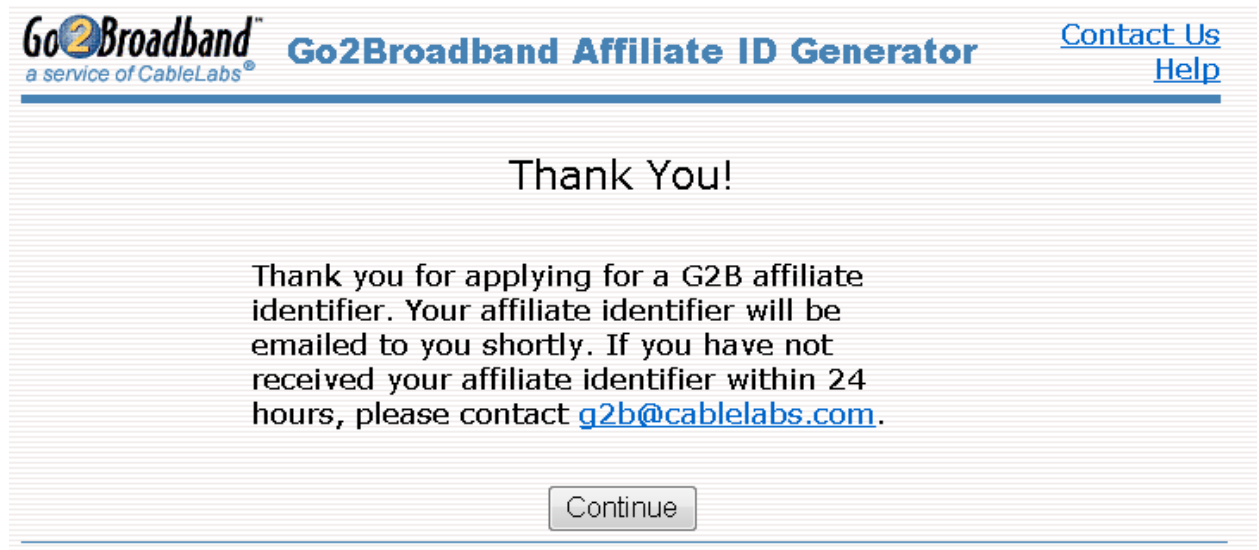 Go2Broadband™
a service of CableLabs®
Go2Broadband Affiliate ID Generator
Contact Us
Help
Thank You!
Thank you for applying for a G2B affiliate
identifier. Your affiliate identifier will be
emailed to you shortly. If you have not
received your affiliate identifier within 24
hours, please contact g2b@cablelabs.com.
Continue